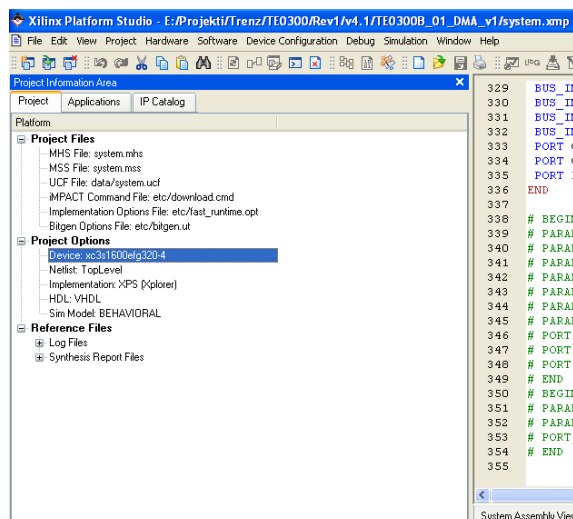 Xilinx Platform Studio - E:/Projekti/Trenz/TE0300/Rev1/v4.1/TE0300B_01_DMA_v1/system.xmp
File Edit View Project Hardware Software Device Configuration Debug Simulation Window Help
Project Information Area
Project Applications IP Catalog
Platform
Project Files
MHS File: system.mhs
MSS File: system.mss
UCF File: data/system.ucf
iMPACT Command File: etc/download.cmd
Implementation Options File: etc/fast_runtime.opt
Bitgen Options File: etc/bitgen.ut
Project Options
Device: xc3s1600efg320-4
Netlist: TopLevel
Implementation: XPS (Xplorer)
HDL: VHDL
Sim Model: BEHAVIORAL
Reference Files
Log Files
Synthesis Report Files
329
330
331
332
333 PORT
334 PORT
335 PORT
336 END
337
338 #
339 #
340 #
341 #
342 #
343 #
344 #
345 #
346 # PORT
347 # PORT
348 # PORT
349 # END
350 #
351 #
352 #
353 # PORT
354 # END
355
System Assembly